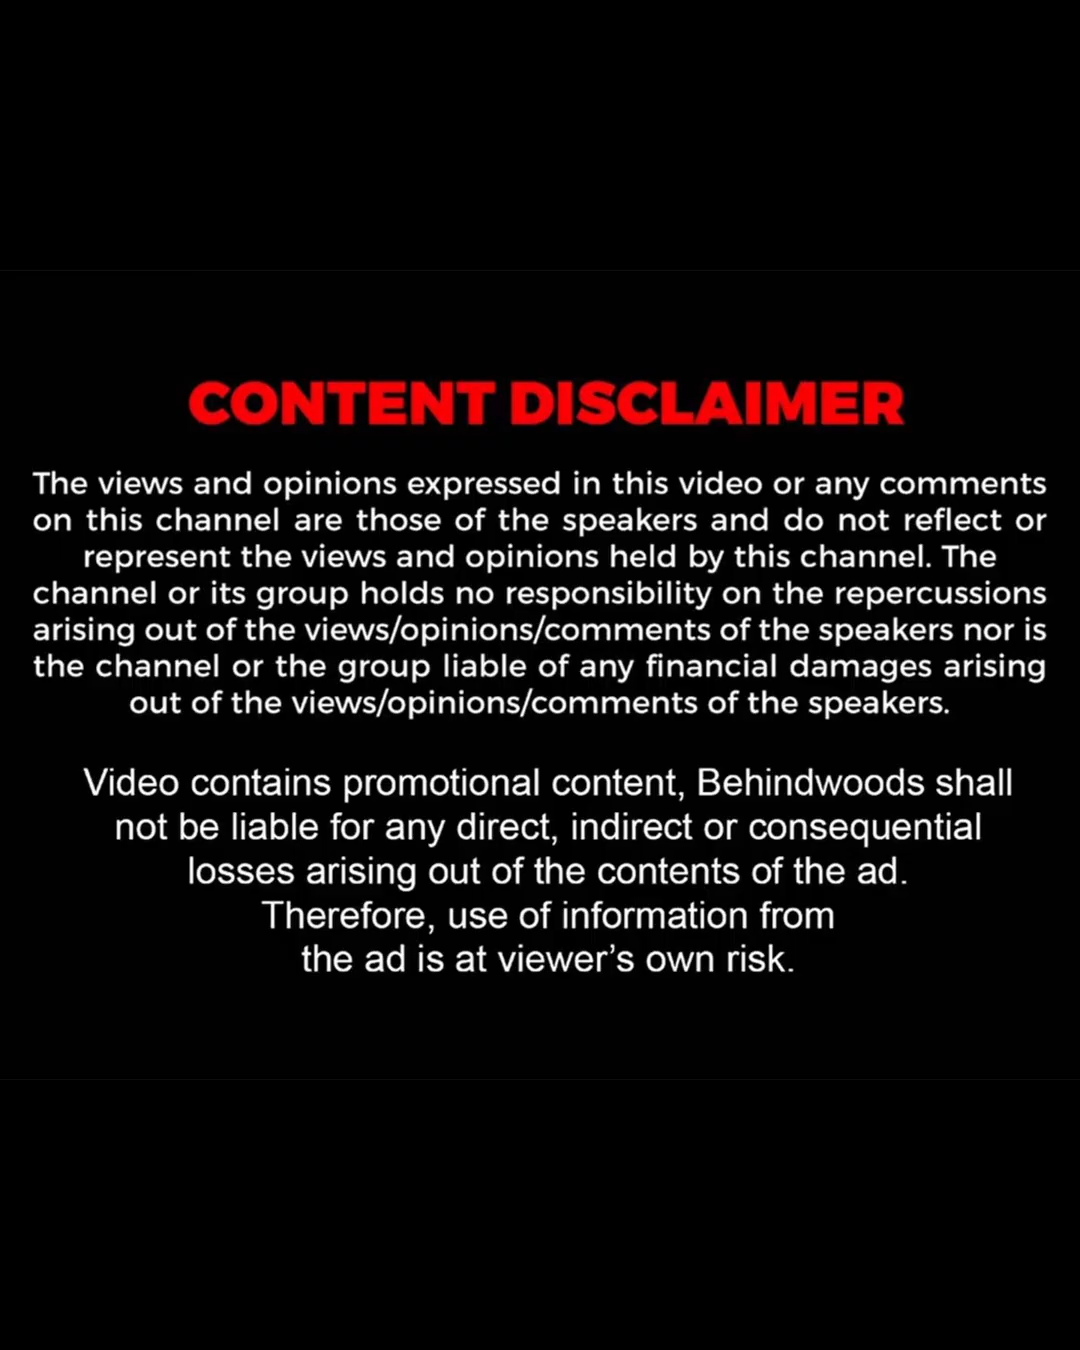 CONTENT DISCLAIMER
The views and opinions expressed in this video or any comments
on this channel are those of the speakers and do not reflect or
represent the views and opinions held by this channel. The
channel or its group holds no responsibility on the repercussions
arising out of the views/opinions/comments of the speakers nor is
the channel or the group liable of any financial damages arising
out of the views/opinions/comments of the speakers.
Video contains promotional content, Behindwoods shall
not be liable for any direct, indirect or consequential
losses arising out of the contents of the ad.
Therefore, use of information from
the ad is at viewer’s own risk.